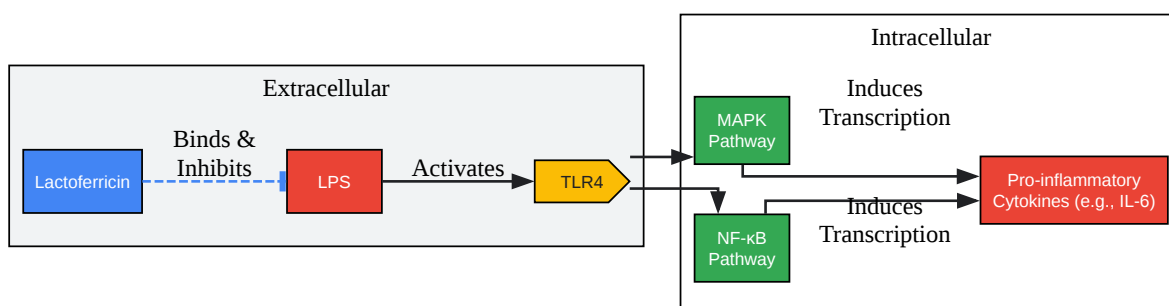 Extracellular
Lactoferricin
Binds &
Inhibits
LPS
Activates
TLR4
Intracellular
MAPK
Pathway
Induces
Transcription
NF-κB
Pathway
Induces
Transcription
Pro-inflammatory
Cytokines (e.g., IL-6)